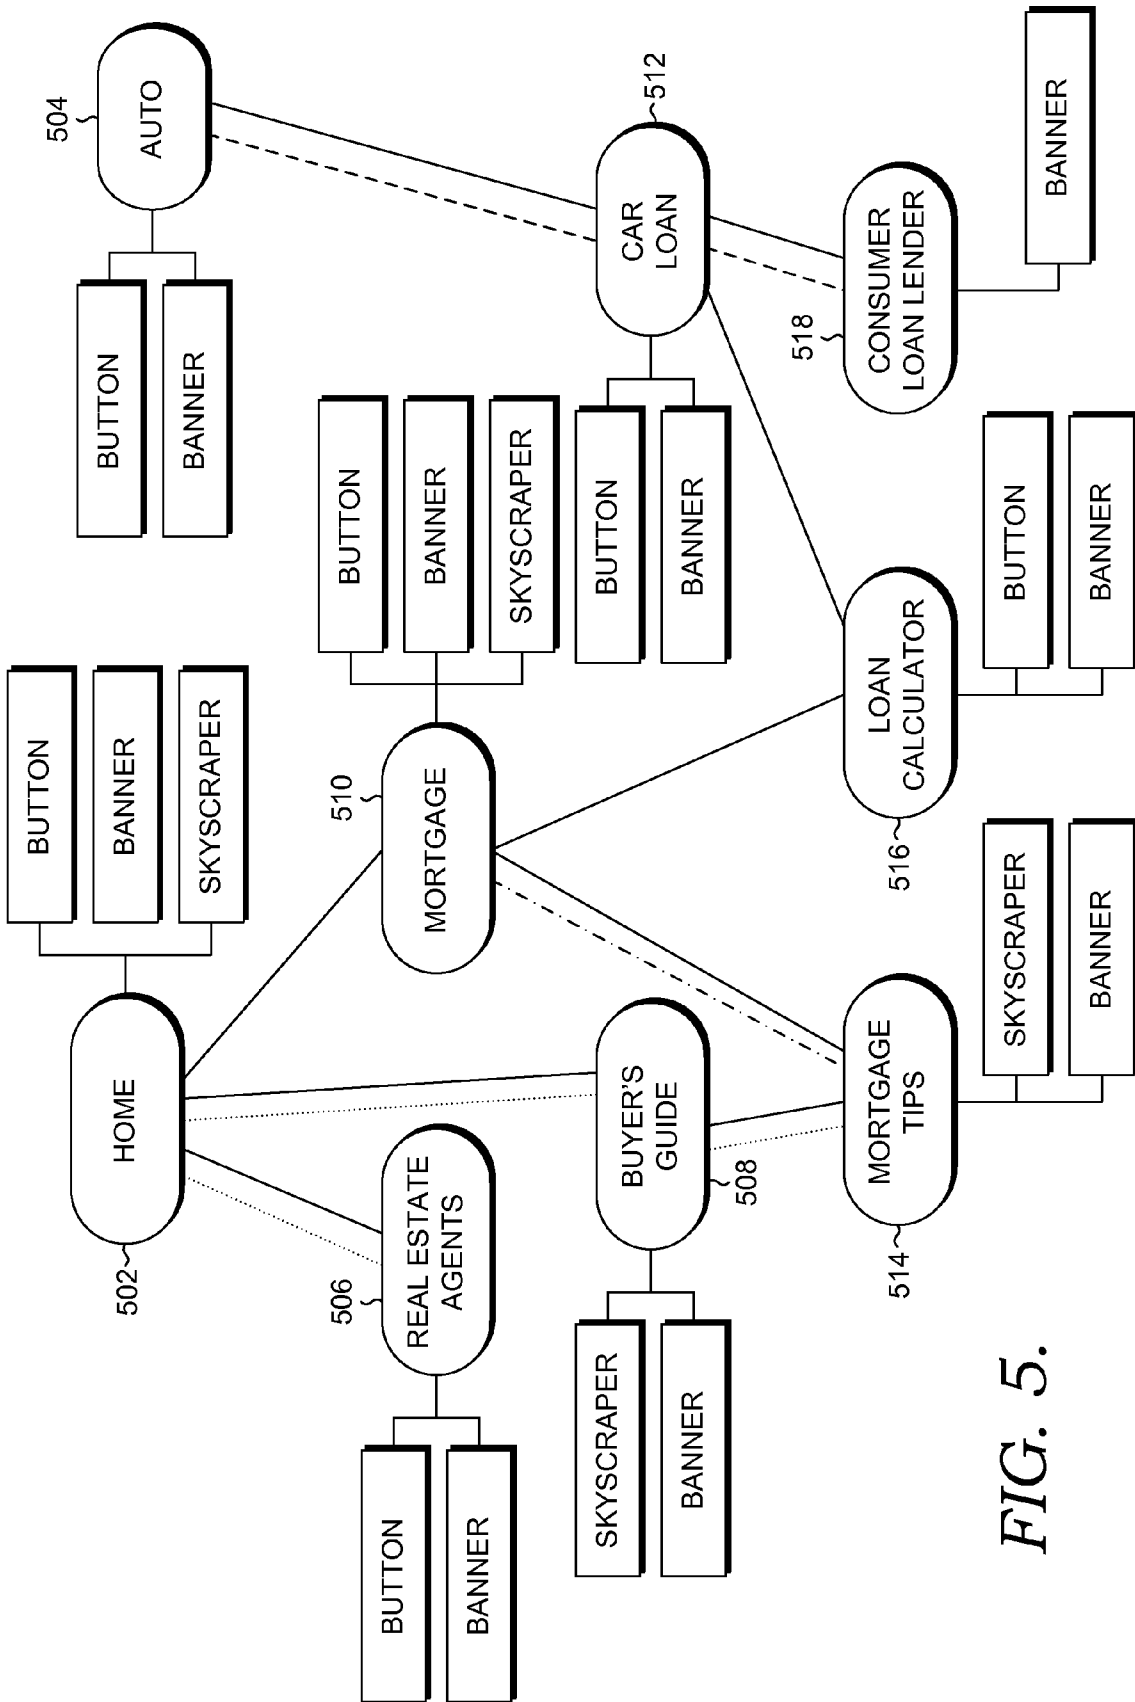 BUTTON
BANNER
SKYSCRAPER
HOME
502
BUTTON
BANNER
AUTO
504
BUTTON
BANNER
REAL ESTATE
AGENTS
506
BUTTON
BANNER
SKYSCRAPER
MORTGAGE
510
SKYSCRAPER
BANNER
BUYER'S
GUIDE
508
BUTTON
BANNER
CAR
LOAN
512
MORTGAGE
TIPS
514
SKYSCRAPER
BANNER
LOAN
CALCULATOR
516
BUTTON
BANNER
CONSUMER
LOAN LENDER
518
BANNER
FIG. 5.